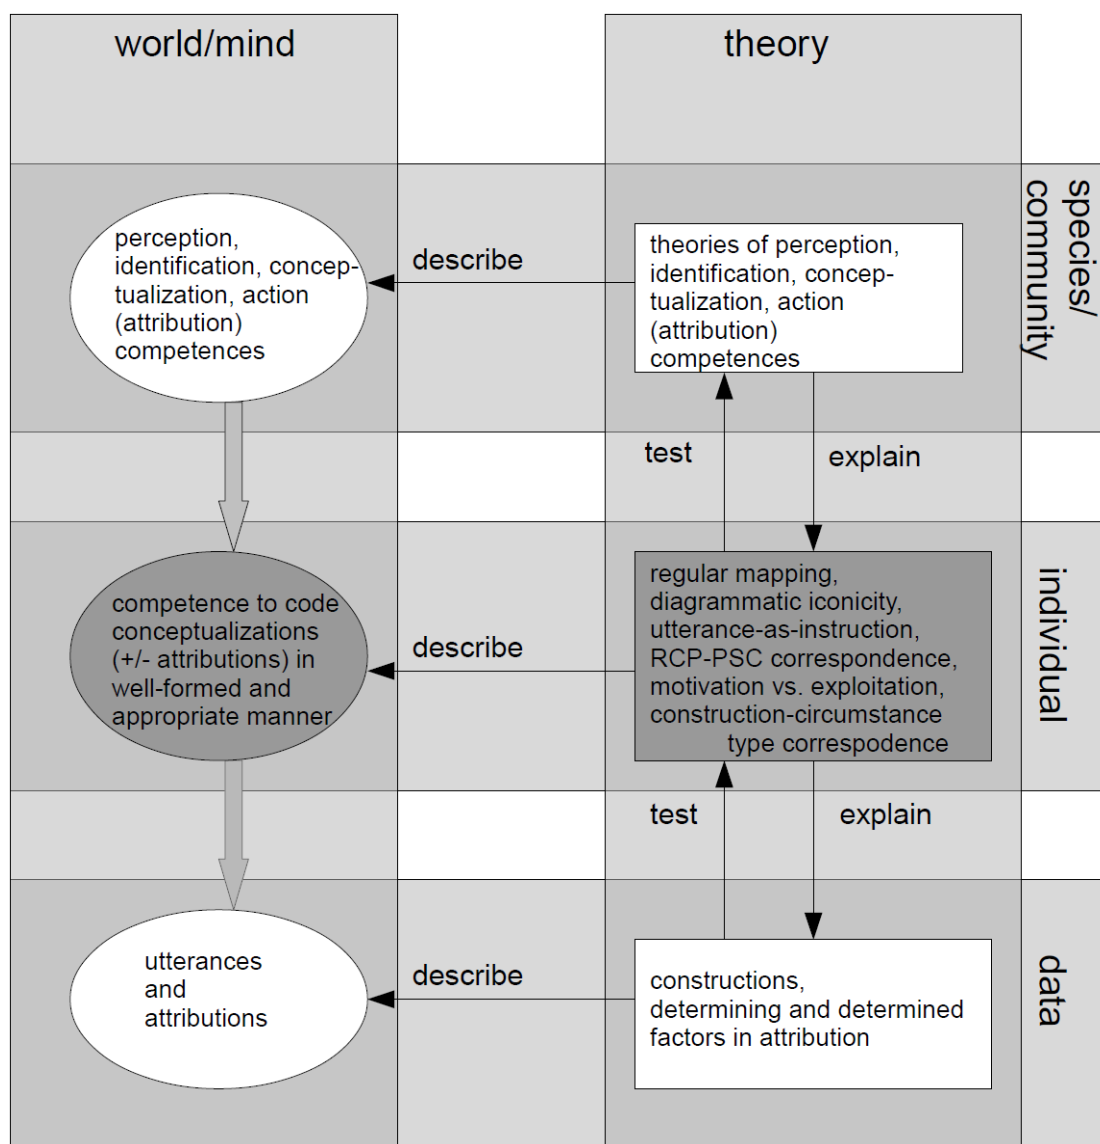 world/mind
theory
species/
community
perception,
identification, concep-
tualization, action
(attribution)
competences
describe
theories of perception,
identification, concep-
tualization, action
(attribution)
competences
test
explain
individual
competence to code
conceptualizations
(+/- attributions) in
well-formed and
appropriate manner
describe
regular mapping,
diagrammatic iconicity,
utterance-as-instruction,
RCP-PSC correspondence,
motivation vs. exploitation,
construction-circumstance
type correspodence
test
explain
data
utterances
and
attributions
describe
constructions,
determining and determined
factors in attribution